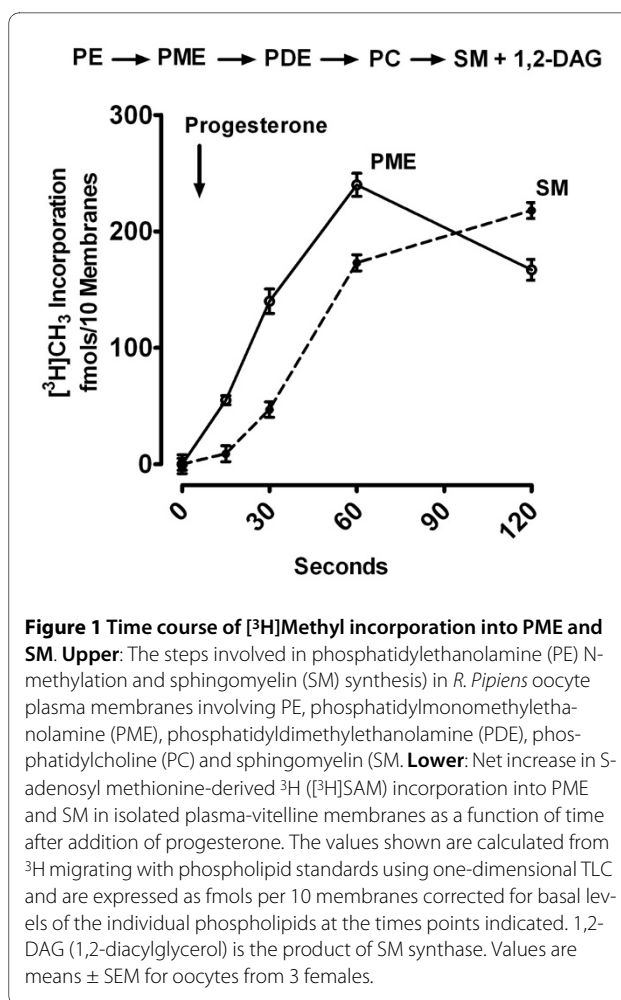 PE → PME → PDE → PC → SM + 1,2-DAG
300
Progesterone
PME
SM
200
[³H]CH₃ Incorporation
fmols/10 Membranes
100
0
0
30
60
90
120
Seconds
Figure 1 Time course of [³H]Methyl incorporation into PME and
SM. Upper: The steps involved in phosphatidylethanolamine (PE) N-
methylation and sphingomyelin (SM) synthesis) in R. Pipiens oocyte
plasma membranes involving PE, phosphatidylmonomethyletha-
nolamine (PME), phosphatidyldimethylethanolamine (PDE), phos-
phatidylcholine (PC) and sphingomyelin (SM. Lower: Net increase in S-
adenosyl methionine-derived ³H ([³H]SAM) incorporation into PME
and SM in isolated plasma-vitelline membranes as a function of time
after addition of progesterone. The values shown are calculated from
³H migrating with phospholipid standards using one-dimensional TLC
and are expressed as fmols per 10 membranes corrected for basal lev-
els of the individual phospholipids at the times points indicated. 1,2-
DAG (1,2-diacylglycerol) is the product of SM synthase. Values are
means ± SEM for oocytes from 3 females.